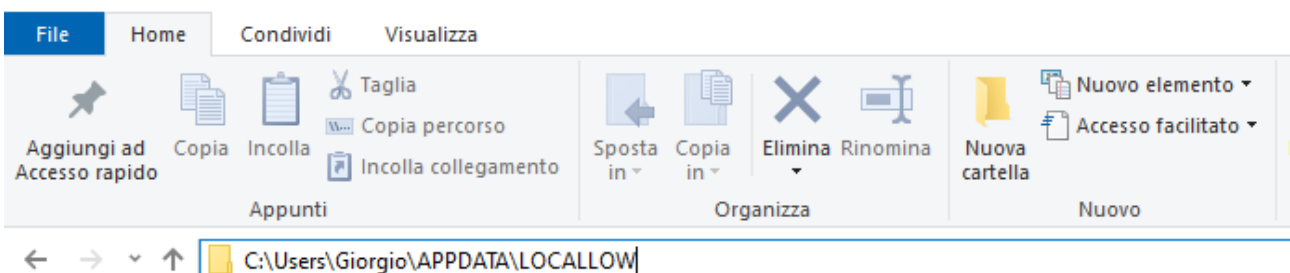 File Home Condividi Visualizza
Aggiungi ad
Accesso rapido
Copia
Incolla
Taglia
Copia percorso
Incolla collegamento
Appunti
Sposta
in
Copia
in
Elimina
Rinomina
Organizza
Nuova
cartella
Nuovo elemento
Accesso facilitato
Nuovo
C:\Users\Giorgio\APPDATA\LOCALLOW